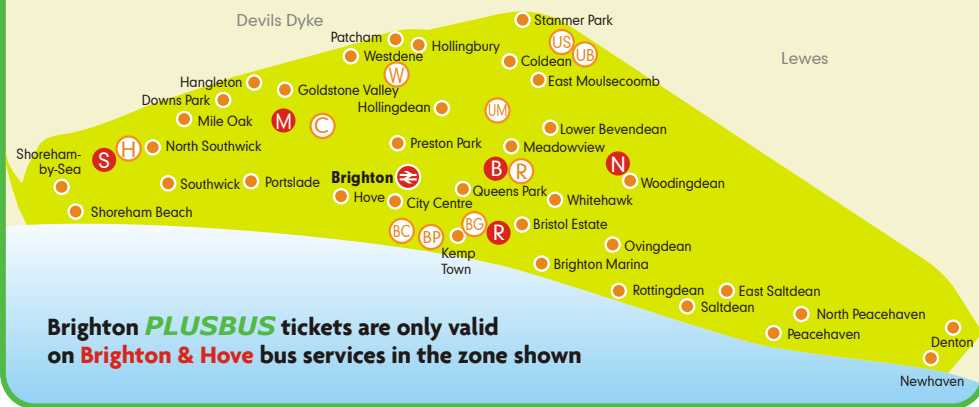 Devils Dyke
Stanmer Park
Patcham
Hollingbury
US
UB
Westdene
Coldean
Lewes
W
East Moulsecoomb
Hangleton
Goldstone Valley
Downs Park
Hollingdean
UM
Mile Oak
M
C
Lower Bevendean
Preston Park
Meadowview
H
North Southwick
Shoreham-
by-Sea
S
B
R
N
Brighton
Southwick
Portslade
Queens Park
Woodingdean
Hove
City Centre
Whitehawk
Shoreham Beach
BC
BP
BG
R
Bristol Estate
Kemp
Town
Ovingdean
Brighton Marina
Rottingdean
East Saltdean
Saltdean
North Peacehaven
Peacehaven
Denton
Newhaven
Brighton PLUSBUS tickets are only valid
on Brighton & Hove bus services in the zone shown